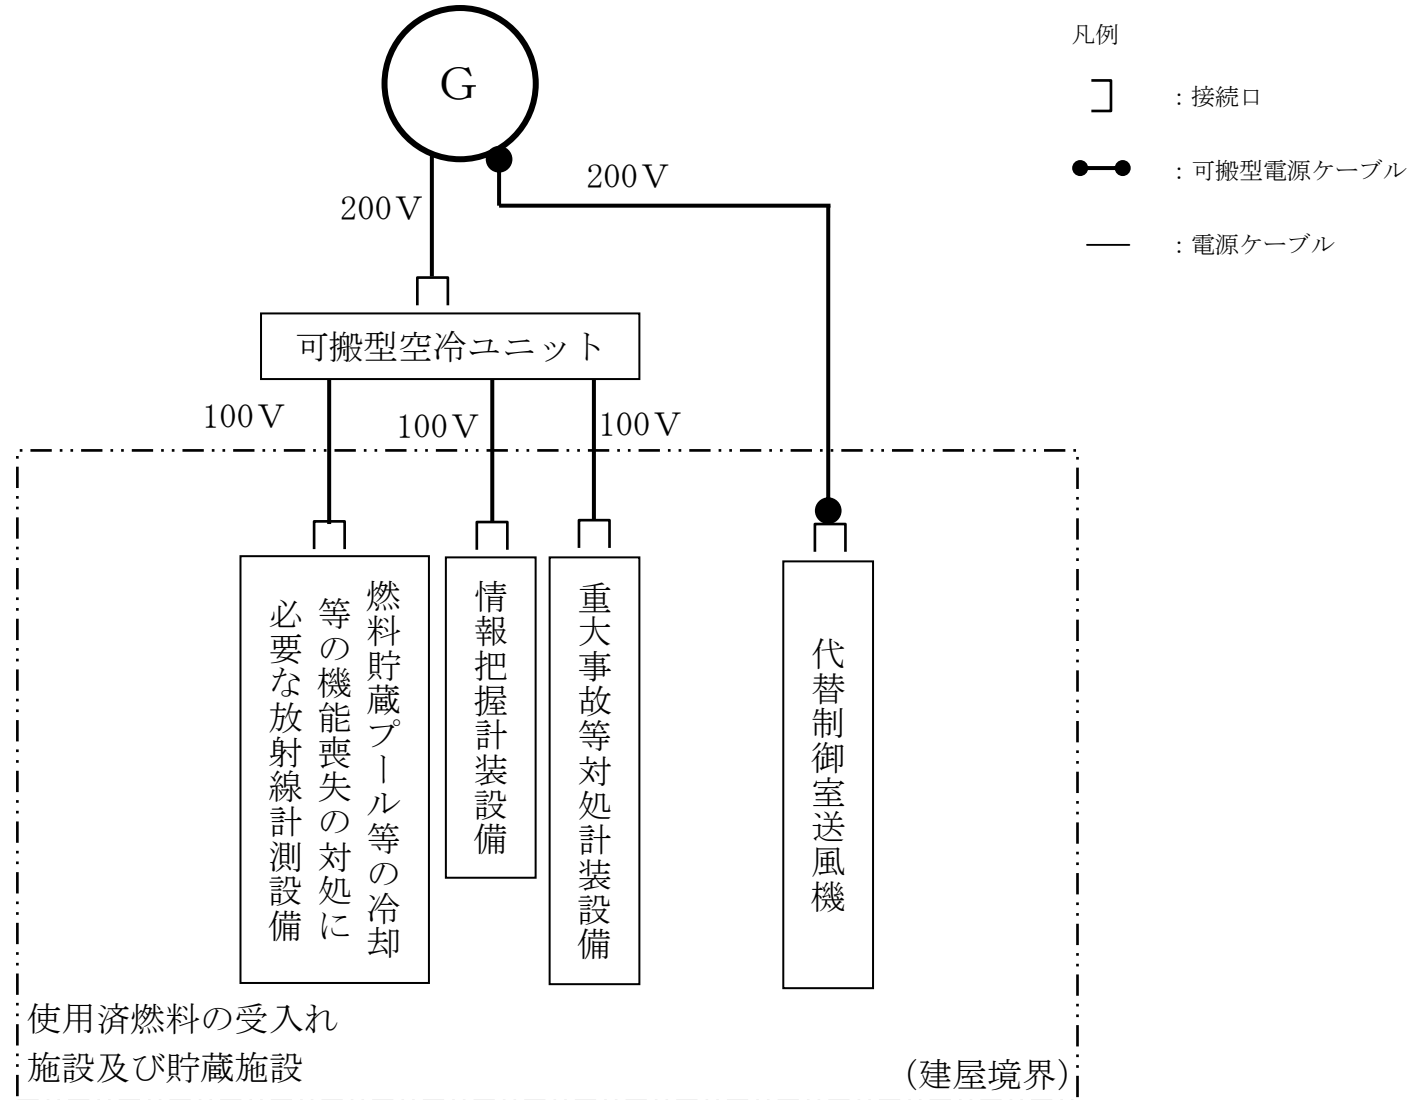 G
凡例
：接続口
：可搬型電源ケーブル
：電源ケーブル
200V
200V
可搬型空冷ユニット
100V
100V
100V
燃料貯蔵プール等の冷却
等の機能喪失の対処に
必要な放射線計測設備
情報把握計装設備
重大事故等対処計装設備
代替制御室送風機
使用済燃料の受入れ
施設及び貯蔵施設
(建屋境界)